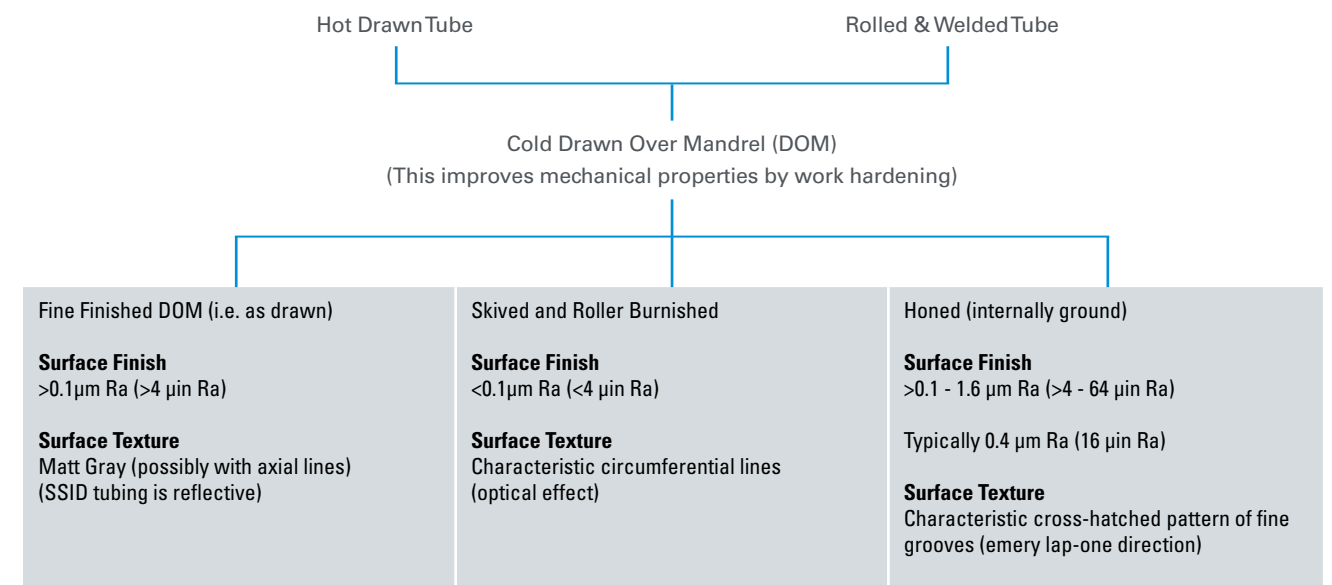 Hot Drawn Tube
Rolled & Welded Tube
Cold Drawn Over Mandrel (DOM)
(This improves mechanical properties by work hardening)
Fine Finished DOM (i.e. as drawn)
Surface Finish
>0.1µm Ra (>4 µin Ra)
Surface Texture
Matt Gray (possibly with axial lines)
(SSID tubing is reflective)
Skived and Roller Burnished
Surface Finish
<0.1µm Ra (<4 µin Ra)
Surface Texture
Characteristic circumferential lines
(optical effect)
Honed (internally ground)
Surface Finish
>0.1 - 1.6 µm Ra (>4 - 64 µin Ra)
Typically 0.4 µm Ra (16 µin Ra)
Surface Texture
Characteristic cross-hatched pattern of fine
grooves (emery lap-one direction)